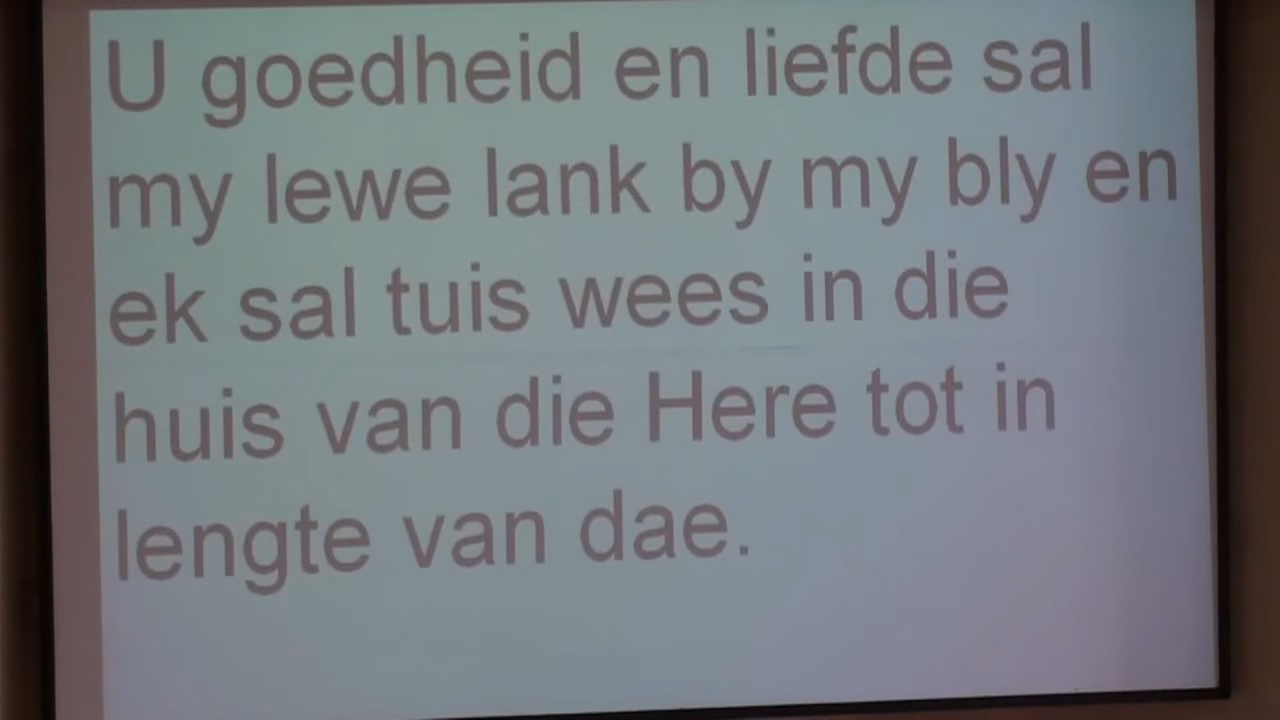 U goedheid en liefde sal
my lewe lank by my bly en
ek sal tuis wees in die
huis van die Here tot in
lengte van dae.